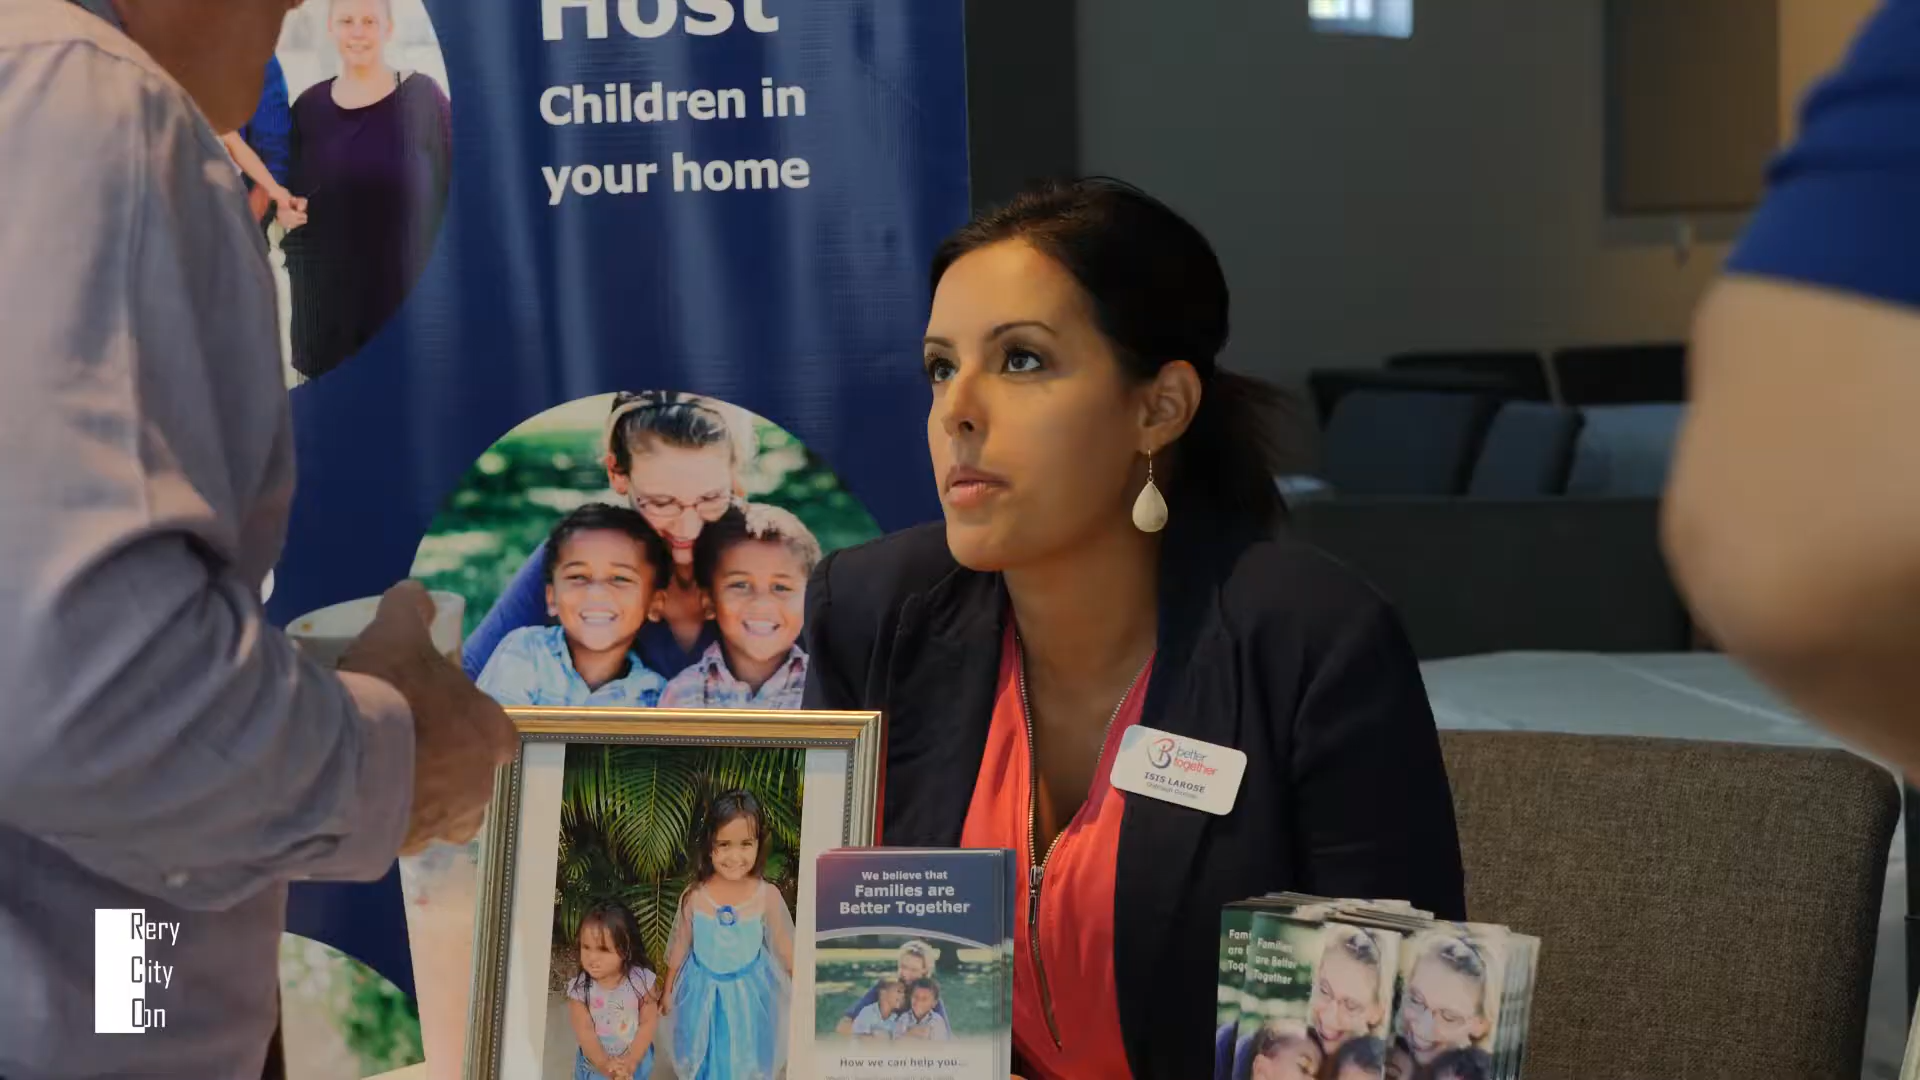 Host
Children in
your home
better
together
ISIS LAROSE
We believe that
Families are
Better Together
How we can help you...
Families
are Better
Together
Rery
City